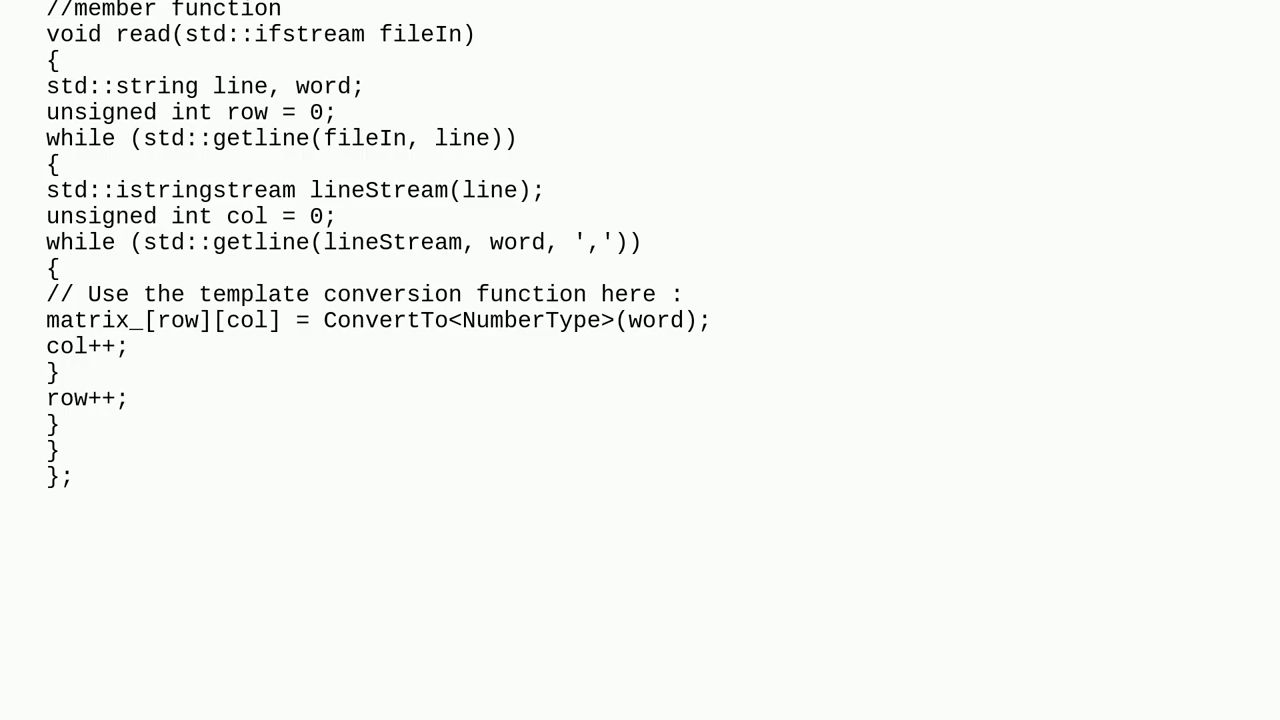 //member function
void read(std::ifstream fileIn)
{
std::string line, word;
unsigned int row = 0;
while (std::getline(fileIn, line))
{
std::istringstream lineStream(line);
unsigned int col = 0;
while (std::getline(lineStream, word, ','))
{
// Use the template conversion function here :
matrix_[row][col] = ConvertTo<NumberType>(word);
col++;
}
row++;
}
}
};